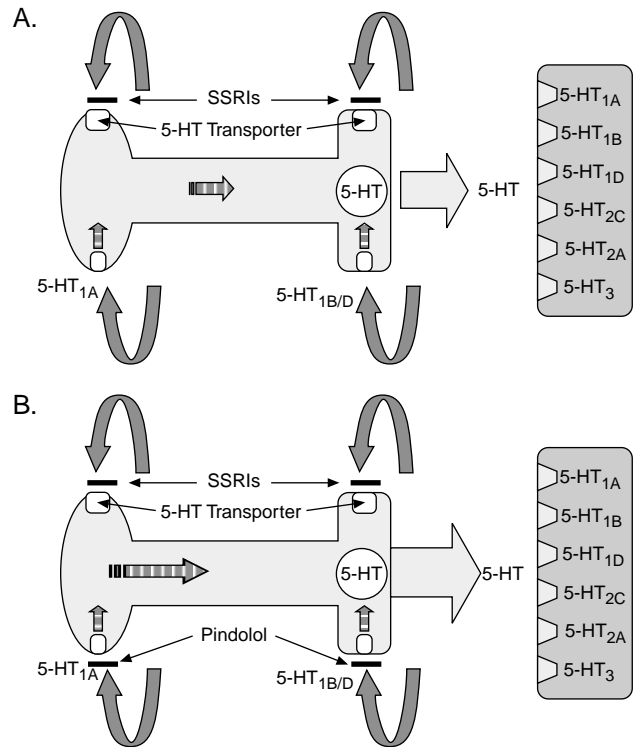 A.
SSRIs
5-HT Transporter
5-HT
5-HT
5-HT1A
5-HT1B/D
5-HT1A
5-HT1B
5-HT1D
5-HT2C
5-HT2A
5-HT3
B.
SSRIs
5-HT Transporter
5-HT
5-HT
Pindolol
5-HT1A
5-HT1B/D
5-HT1A
5-HT1B
5-HT1D
5-HT2C
5-HT2A
5-HT3